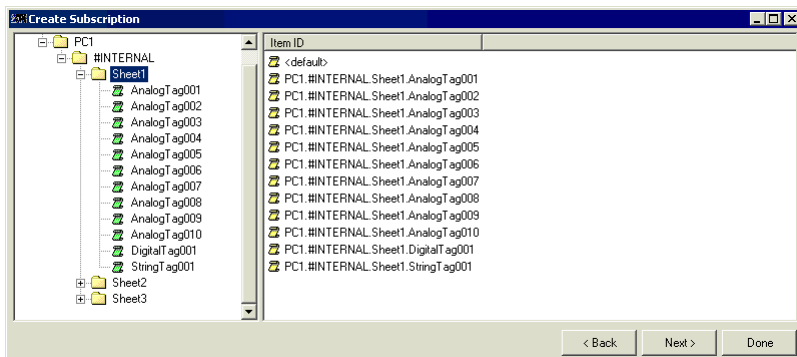 Create Subscription
PC1
#INTERNAL
Sheet1
AnalogTag001
AnalogTag002
AnalogTag003
AnalogTag004
AnalogTag005
AnalogTag006
AnalogTag007
AnalogTag008
AnalogTag009
AnalogTag010
DigitalTag001
StringTag001
Sheet2
Sheet3
Item ID
<default>
PC1.#INTERNAL.Sheet1.AnalogTag001
PC1.#INTERNAL.Sheet1.AnalogTag002
PC1.#INTERNAL.Sheet1.AnalogTag003
PC1.#INTERNAL.Sheet1.AnalogTag004
PC1.#INTERNAL.Sheet1.AnalogTag005
PC1.#INTERNAL.Sheet1.AnalogTag006
PC1.#INTERNAL.Sheet1.AnalogTag007
PC1.#INTERNAL.Sheet1.AnalogTag008
PC1.#INTERNAL.Sheet1.AnalogTag009
PC1.#INTERNAL.Sheet1.AnalogTag010
PC1.#INTERNAL.Sheet1.DigitalTag001
PC1.#INTERNAL.Sheet1.StringTag001
< Back
Next >
Done